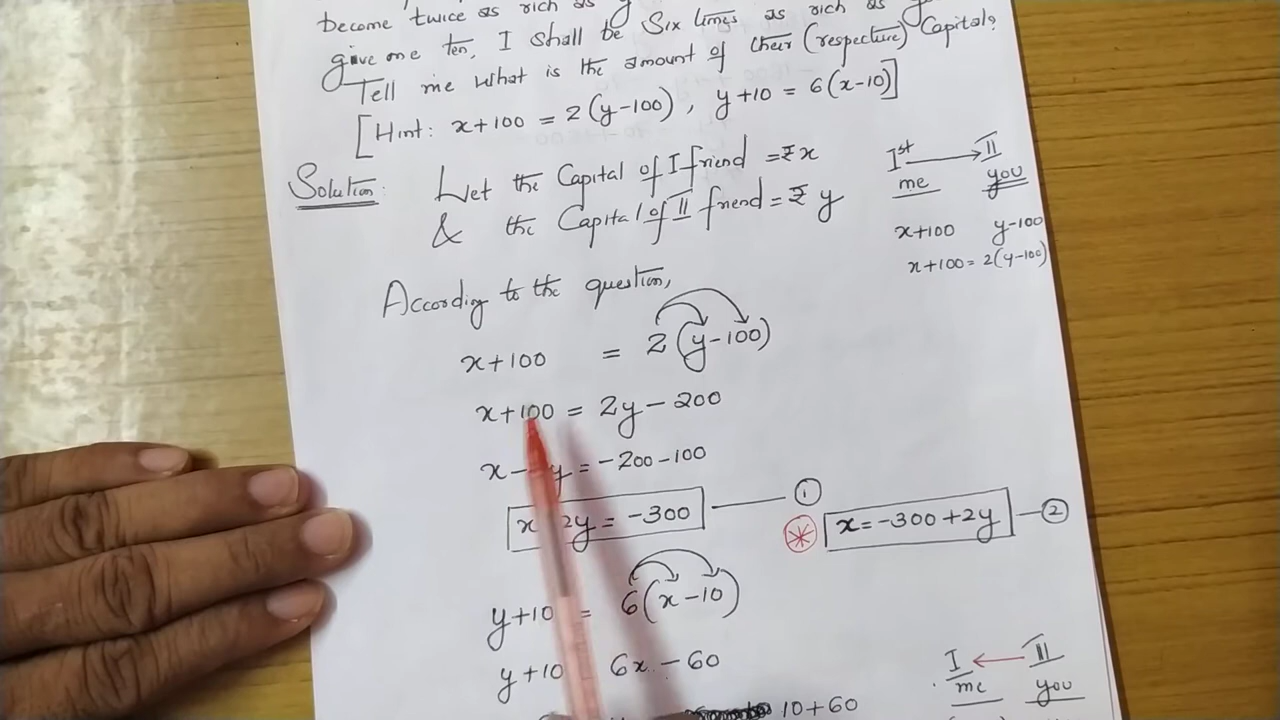 become twice as rich as
give me ten, I shall be Six times as rich as
Tell me what is the amount of their (respective) Capital?
[Hint: x+100 = 2(y-100), y+10 = 6(x-10)]
Solution: Let the Capital of I friend = ₹ x
& the Capital of II friend = ₹ y
Ist → II
me you
x+100 y-100
x+100 = 2(y-100)
According to the question,
x+100 = 2(y-100)
x+100 = 2y - 200
x - y = -200-100
x 2y = -300 ①
* x = -300 + 2y ②
y+10 = 6(x-10)
y+10 6x - 60
I ← II
me you
10+60